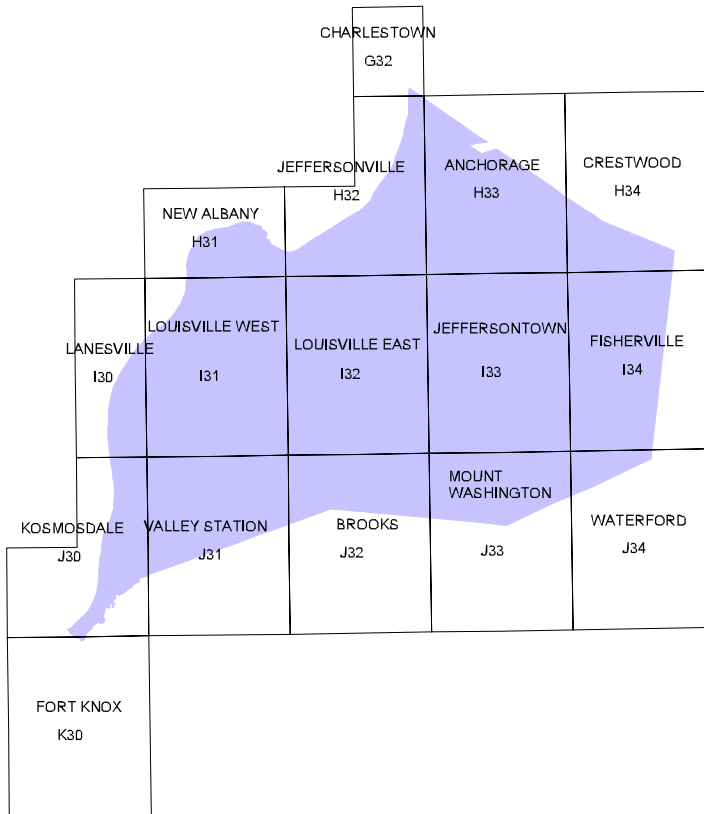 CHARLESTOWN
G32
JEFFERSONVILLE
H32
ANCHORAGE
H33
CRESTWOOD
H34
NEW ALBANY
H31
LANESVILLE
I30
LOUISVILLE WEST
I31
LOUISVILLE EAST
I32
JEFFERSONTOWN
I33
FISHERVILLE
I34
KOSMOSDALE
J30
VALLEY STATION
J31
BROOKS
J32
MOUNT
WASHINGTON
J33
WATERFORD
J34
FORT KNOX
K30